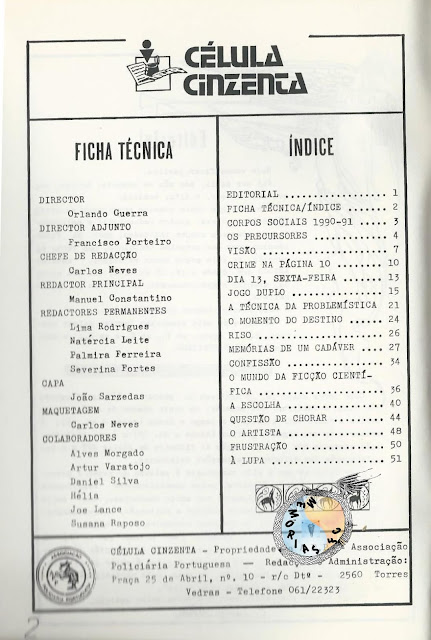 CÉLULA
CINZENTA
FICHA TÉCNICA
DIRECTOR
Orlando Guerra
DIRECTOR ADJUNTO
Francisco Porteiro
CHEFE DE REDACÇÃO
Carlos Neves
REDACTOR PRINCIPAL
Manuel Constantino
REDACTORES PERMANENTES
Lima Rodrigues
Natércia Leite
Palmira Ferreira
Severina Fortes
CAPA
João Sarzedas
MAQUETAGEM
Carlos Neves
COLABORADORES
Alves Morgado
Artur Varatojo
Daniel Silva
Hélia
Joe Lance
Susana Raposo
ÍNDICE
EDITORIAL .................. 1
FICHA TÉCNICA/ÍNDICE ....... 2
CORPOS SOCIAIS 1990-91 ..... 3
OS PRECURSORES ............. 4
VISÃO ...................... 7
CRIME NA PÁGINA 10 ......... 10
DIA 13, SEXTA-FEIRA ........ 13
JOGO DUPLO ................. 15
A TÉCNICA DA PROBLEMÍSTICA 21
O MOMENTO DO DESTINO ....... 24
RISO ....................... 26
MEMÓRIAS DE UM CADÁVER ..... 27
CONFISSÃO .................. 34
O MUNDO DA FICÇÃO CIENTÍ-
FICA ....................... 36
A ESCOLHA .................. 40
QUESTÃO DE CHORAR .......... 44
O ARTISTA .................. 48
FRUSTRAÇÃO ................. 50
À LUPA ..................... 51
MEMORIAS
CÉLULA CINZENTA - Propriedade Associação
Policiária Portuguesa - Redac Administração:
Praça 25 de Abril, nº. 10 - r/c Dtº - 2560 Torres
Vedras - Telefone 061/22323
ASSOCIAÇÃO
2